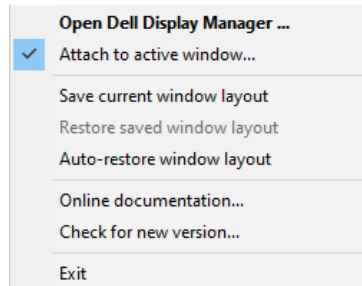 Open Dell Display Manager ...
Attach to active window...
Save current window layout
Restore saved window layout
Auto-restore window layout
Online documentation...
Check for new version...
Exit